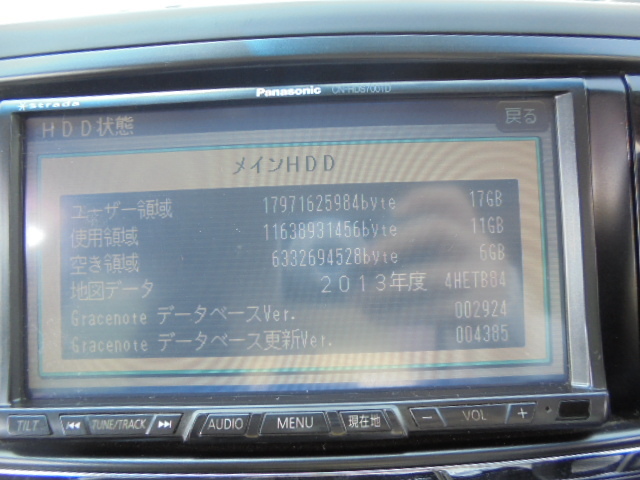 Strada Panasonic CN-HDS700TD
HDD状態 戻る
メインHDD
ユーザー領域 17971625984byte 17GB
使用領域 11638931456byte 11GB
空き領域 6332694528byte 6GB
地図データ 2013年度 4HETB84
Gracenote データベースVer. 002924
Gracenote データベース更新Ver. 004385
TILT TUNE/TRACK AUDIO MENU 現在地 − VOL +